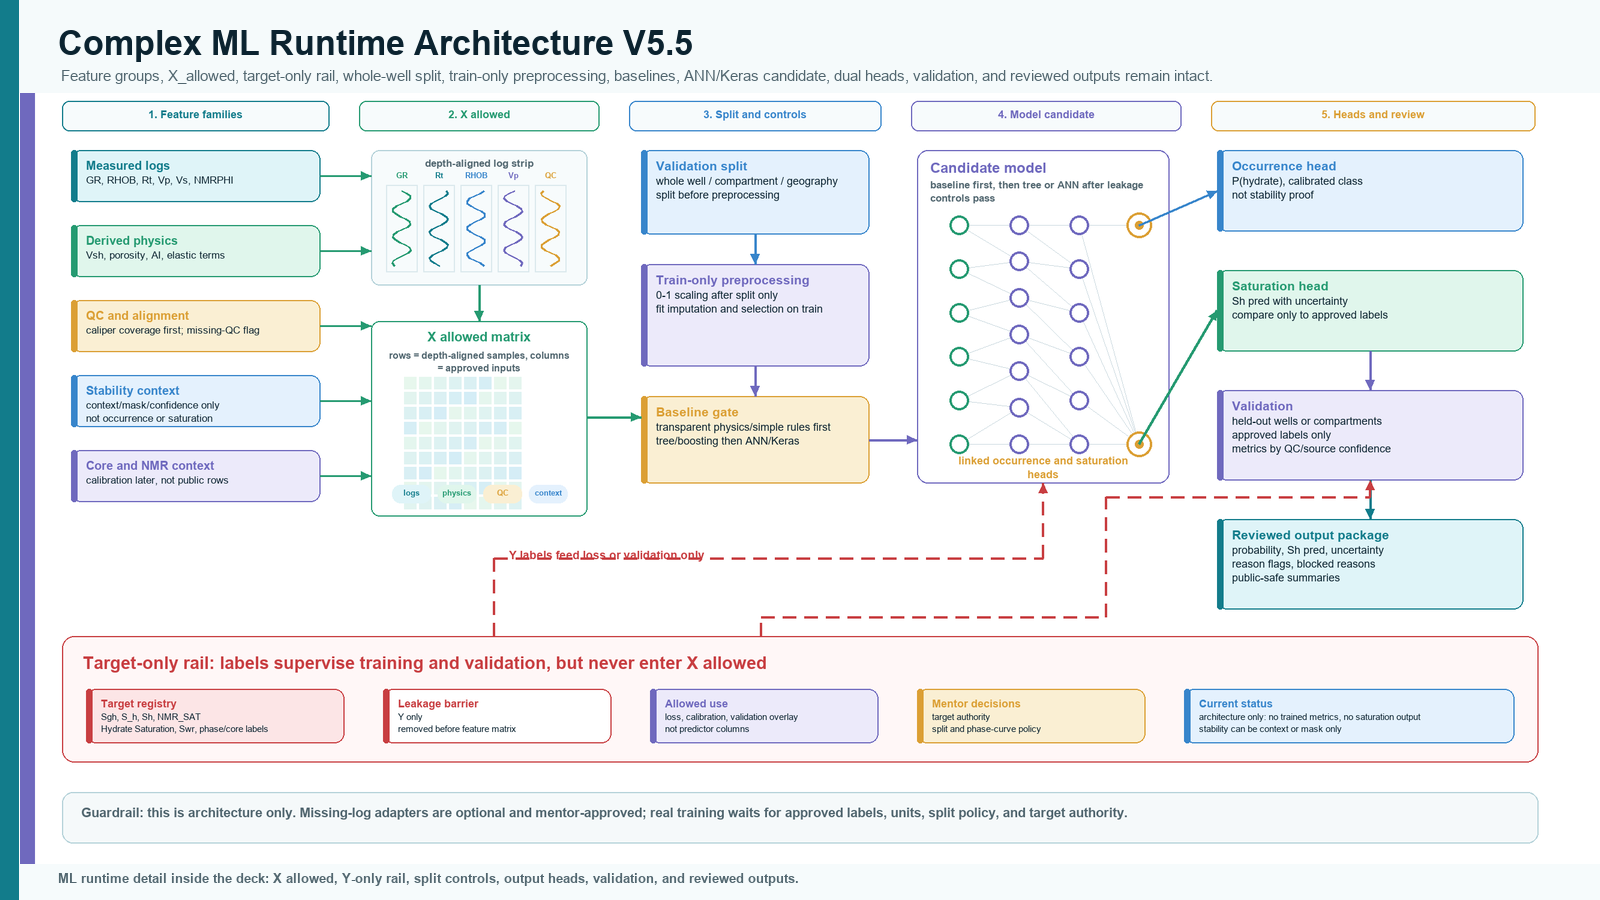 Complex ML Runtime Architecture V5.5
Feature groups, X_allowed, target-only rail, whole-well split, train-only preprocessing, baselines, ANN/Keras candidate, dual heads, validation, and reviewed outputs remain intact.
1. Feature families
2. X allowed
3. Split and controls
4. Model candidate
5. Heads and review
Measured logs
GR, RHOB, Rt, Vp, Vs, NMRPHI
Derived physics
Vsh, porosity, AI, elastic terms
QC and alignment
caliper coverage first; missing-QC flag
Stability context
context/mask/confidence only
not occurrence or saturation
Core and NMR context
calibration later, not public rows
depth-aligned log strip
GR Rt RHOB Vp QC
X allowed matrix
rows = depth-aligned samples, columns
= approved inputs
logs physics QC context
Validation split
whole well / compartment / geography
split before preprocessing
Train-only preprocessing
0-1 scaling after split only
fit imputation and selection on train
Baseline gate
transparent physics/simple rules first
tree/boosting then ANN/Keras
Candidate model
baseline first, then tree or ANN after leakage
controls pass
linked occurrence and saturation
heads
Occurrence head
P(hydrate), calibrated class
not stability proof
Saturation head
Sh pred with uncertainty
compare only to approved labels
Validation
held-out wells or compartments
approved labels only
metrics by QC/source confidence
Reviewed output package
probability, Sh pred, uncertainty
reason flags, blocked reasons
public-safe summaries
Y labels feed loss or validation only
Target-only rail: labels supervise training and validation, but never enter X allowed
Target registry
Sgh, S_h, Sh, NMR_SAT
Hydrate Saturation, Swr, phase/core labels
Leakage barrier
Y only
removed before feature matrix
Allowed use
loss, calibration, validation overlay
not predictor columns
Mentor decisions
target authority
split and phase-curve policy
Current status
architecture only: no trained metrics, no saturation output
stability can be context or mask only
Guardrail: this is architecture only. Missing-log adapters are optional and mentor-approved; real training waits for approved labels, units, split policy, and target authority.
ML runtime detail inside the deck: X allowed, Y-only rail, split controls, output heads, validation, and reviewed outputs.